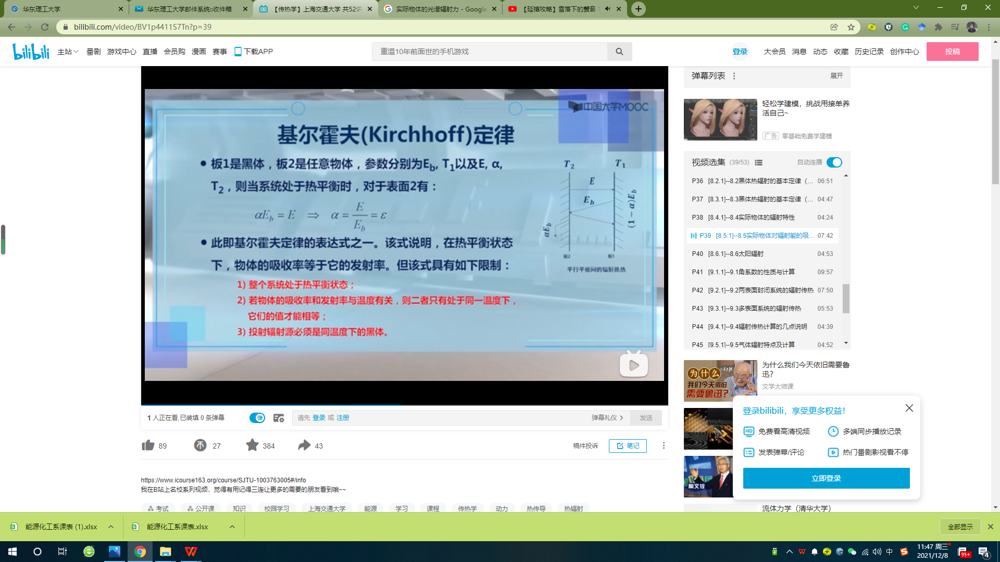 华东理工大学
华东理工大学邮件系统::收件箱
【传热学】上海交通大学 共52讲
实际物体的光谱辐射力 - Google
【延禧攻略】雪落下的聲音
bilibili.com/video/BV1p4411S7Tn?p=39
bilibili
主站
番剧
游戏中心
直播
会员购
漫画
赛事
下载APP
重温10年前面世的手机游戏
登录
大会员
消息
动态
收藏
历史记录
创作中心
投稿
中国大学MOOC
基尔霍夫(Kirchhoff)定律
● 板1是黑体，板2是任意物体，参数分别为Eb, T1以及E, α,
T2，则当系统处于热平衡时，对于表面2有：
αEb = E ⇒ α = E/Eb = ε
● 此即基尔霍夫定律的表达式之一。该式说明，在热平衡状态
下，物体的吸收率等于它的发射率。但该式具有如下限制：
1) 整个系统处于热平衡状态；
2) 若物体的吸收率和发射率与温度有关，则二者只有处于同一温度下，
它们的值才能相等；
3) 投射辐射源必须是同温度下的黑体。
T2
T1
E
Eb
(1－α)Eb
αEb
板2
板1
平行平板间的辐射换热
1 人正在看,已装填 0 条弹幕
弹
请先 登录 或 注册
弹幕礼仪
发送
89
27
384
43
稿件投诉
笔记
https://www.icourse163.org/course/SJTU-1003763005#/info
我在B站上名校系列视频，觉得有用记得三连让更多的需要的朋友看到哦~~
考试
公开课
知识
校园学习
上海交通大学
能源
学习
课程
传热学
动力
热传导
热辐射
弹幕列表
展开
轻松学建模，挑战用接单养
活自己~
广告 零基础免费学建模
视频选集 (39/53)
自动连播
P36 [8.2.1]--8.2黑体热辐射的基本定律（... 06:51
P37 [8.3.1]--8.3黑体热辐射的基本定律（... 04:47
P38 [8.4.1]--8.4实际物体的辐射特性 04:24
P39 [8.5.1]--8.5实际物体对辐射能的吸... 07:42
P40 [8.6.1]--8.6太阳辐射 04:53
P41 [9.1.1]--9.1角系数的性质与计算 09:57
P42 [9.2.1]--9.2两表面封闭系统的辐射传热 07:50
P43 [9.3.1]--9.3多表面系统的辐射传热 05:53
P44 [9.4.1]--9.4辐射传热计算的几点说明 04:39
P45 [9.5.1]--9.5气体辐射特点及计算 04:52
为什么
我们今天依旧
需要鲁迅?
为什么我们今天依旧需要鲁
迅?
文学大师课
陶文铨
登录bilibili，享受更多权益！
HD 免费看高清视频
多端同步播放记录
发表弹幕/评论
热门番剧影视看不停
立即登录
流体力学（清华大学）
能源化工系课表 (1).xlsx
能源化工系课表.xlsx
全部显示
中
11:47 周三
2021/12/8
99+
4